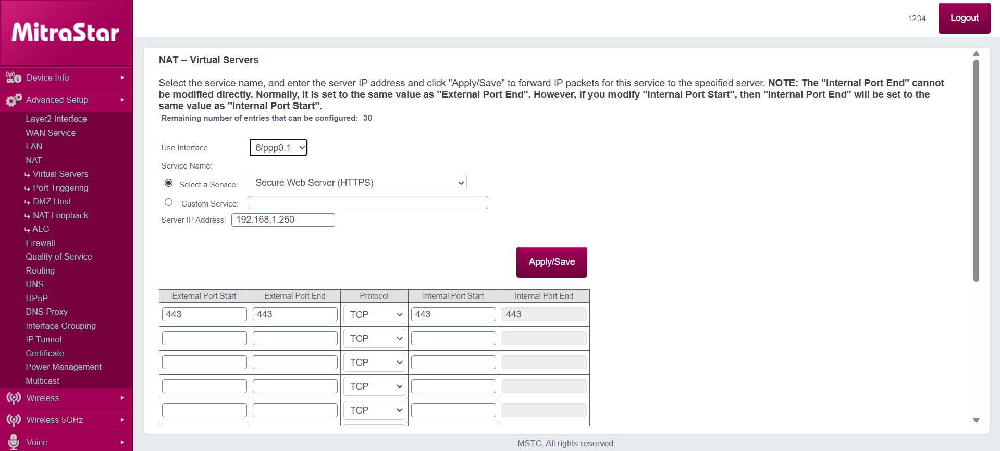 MitraStar
1234
Logout
Device Info
Advanced Setup
Layer2 Interface
WAN Service
LAN
NAT
Virtual Servers
Port Triggering
DMZ Host
NAT Loopback
ALG
Firewall
Quality of Service
Routing
DNS
UPnP
DNS Proxy
Interface Grouping
IP Tunnel
Certificate
Power Management
Multicast
Wireless
Wireless 5GHz
Voice
NAT -- Virtual Servers
Select the service name, and enter the server IP address and click "Apply/Save" to forward IP packets for this service to the specified server. NOTE: The "Internal Port End" cannot
be modified directly. Normally, it is set to the same value as "External Port End". However, if you modify "Internal Port Start", then "Internal Port End" will be set to the
same value as "Internal Port Start".
Remaining number of entries that can be configured: 30
Use Interface 6/ppp0.1
Service Name:
Select a Service: Secure Web Server (HTTPS)
Custom Service:
Server IP Address: 192.168.1.250
Apply/Save
External Port Start External Port End Protocol Internal Port Start Internal Port End
443 443 TCP 443 443
TCP
TCP
TCP
TCP
MSTC. All rights reserved.